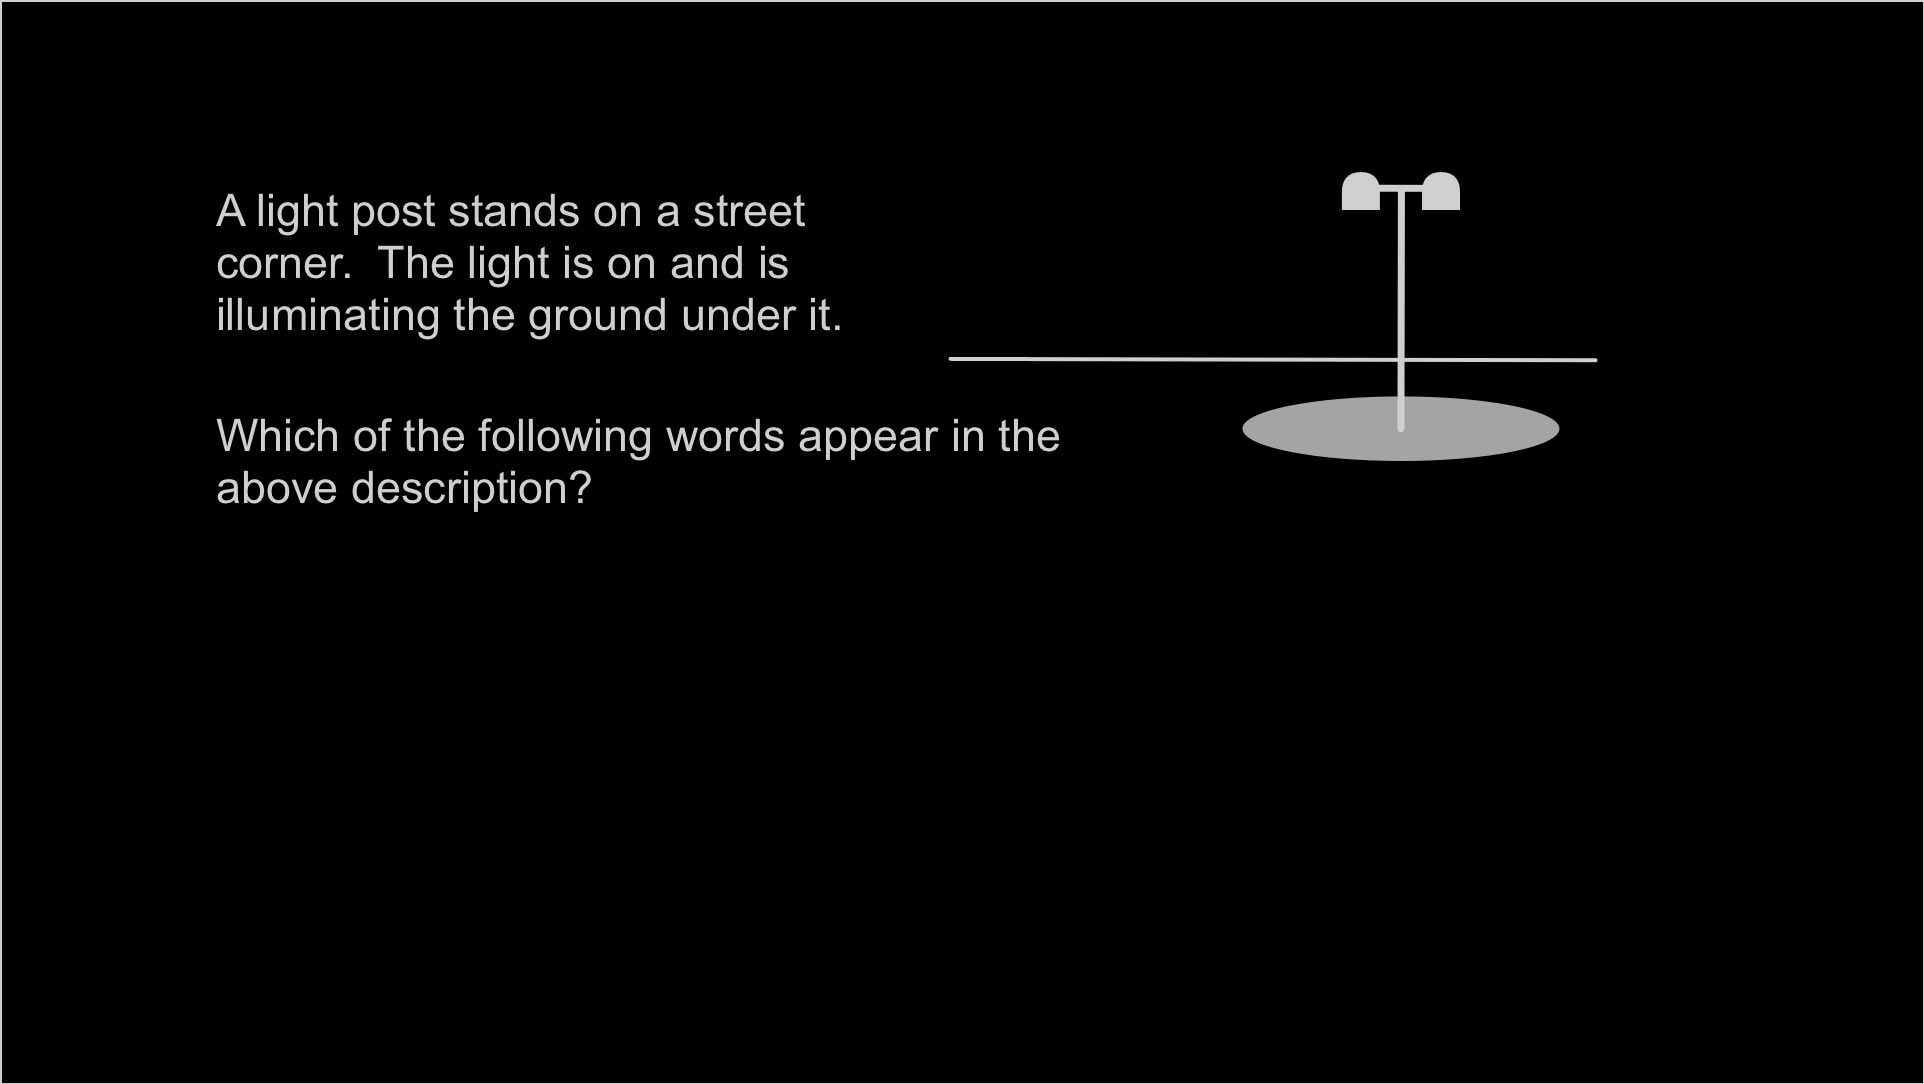 A light post stands on a street
corner.  The light is on and is
illuminating the ground under it.
Which of the following words appear in the
above description?